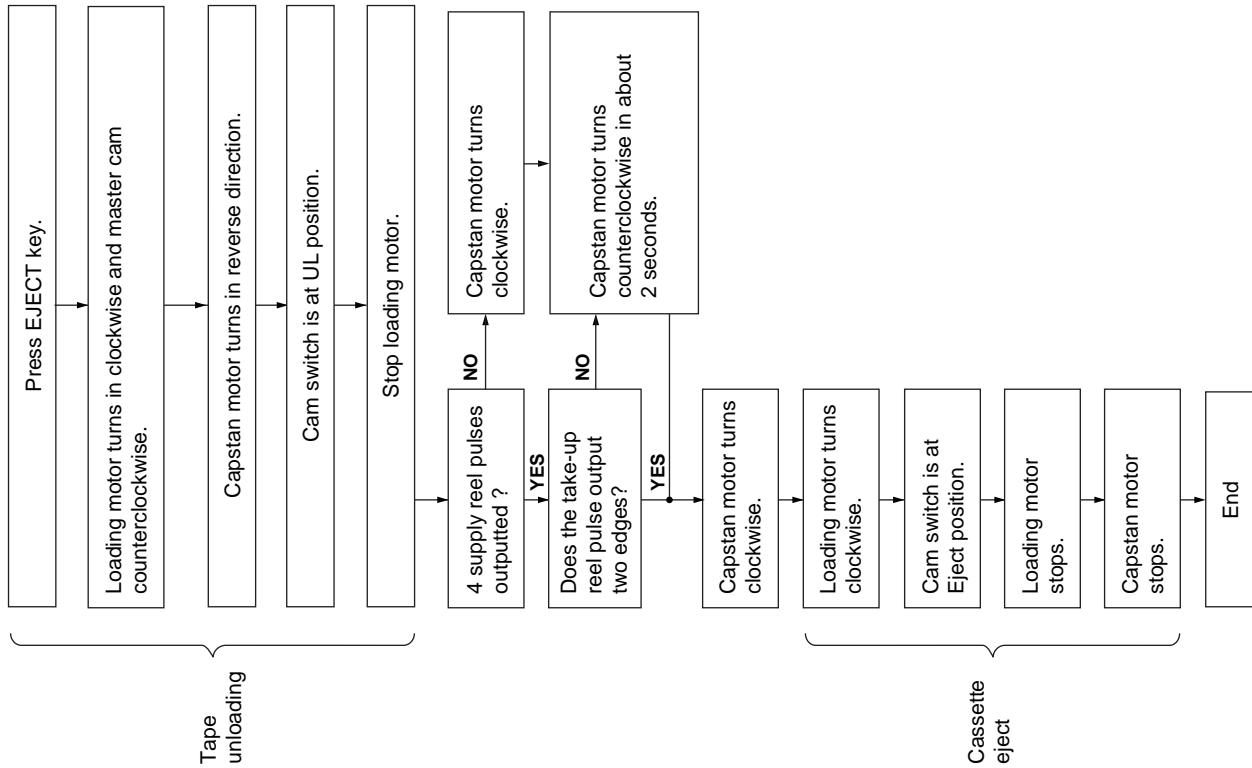 Press EJECT key.
Loading motor turns in clockwise and master cam
counterclockwise.
Capstan motor turns in reverse direction.
Cam switch is at UL position.
Stop loading motor.
Tape
unloading
4 supply reel pulses
outputted ?
NO
Capstan motor turns
clockwise.
YES
Does the take-up
reel pulse output
two edges?
NO
Capstan motor turns
counterclockwise in about
2 seconds.
YES
Capstan motor turns
clockwise.
Loading motor turns
clockwise.
Cam switch is at
Eject position.
Loading motor
stops.
Capstan motor
stops.
Cassette
eject
End